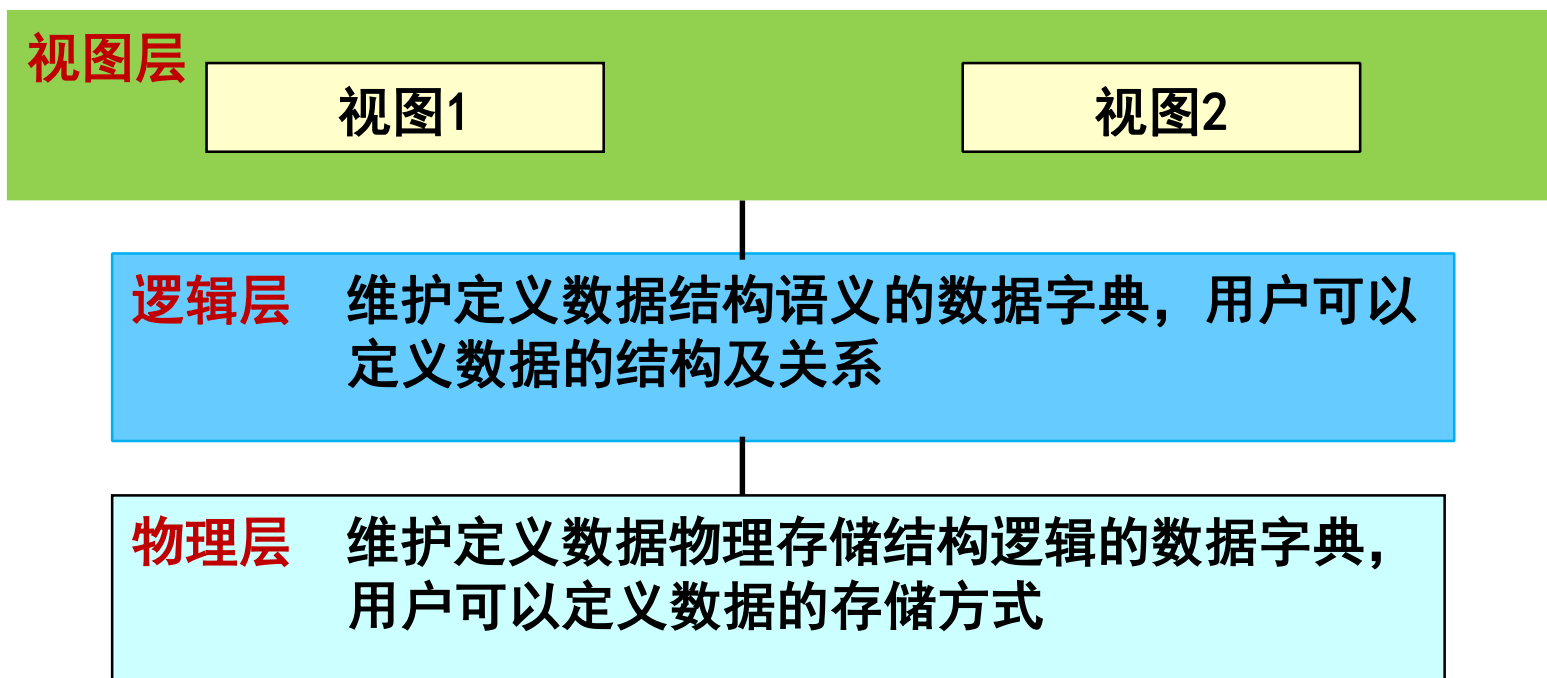 视图层
视图1
视图2
逻辑层 维护定义数据结构语义的数据字典，用户可以
定义数据的结构及关系
物理层 维护定义数据物理存储结构逻辑的数据字典，
用户可以定义数据的存储方式